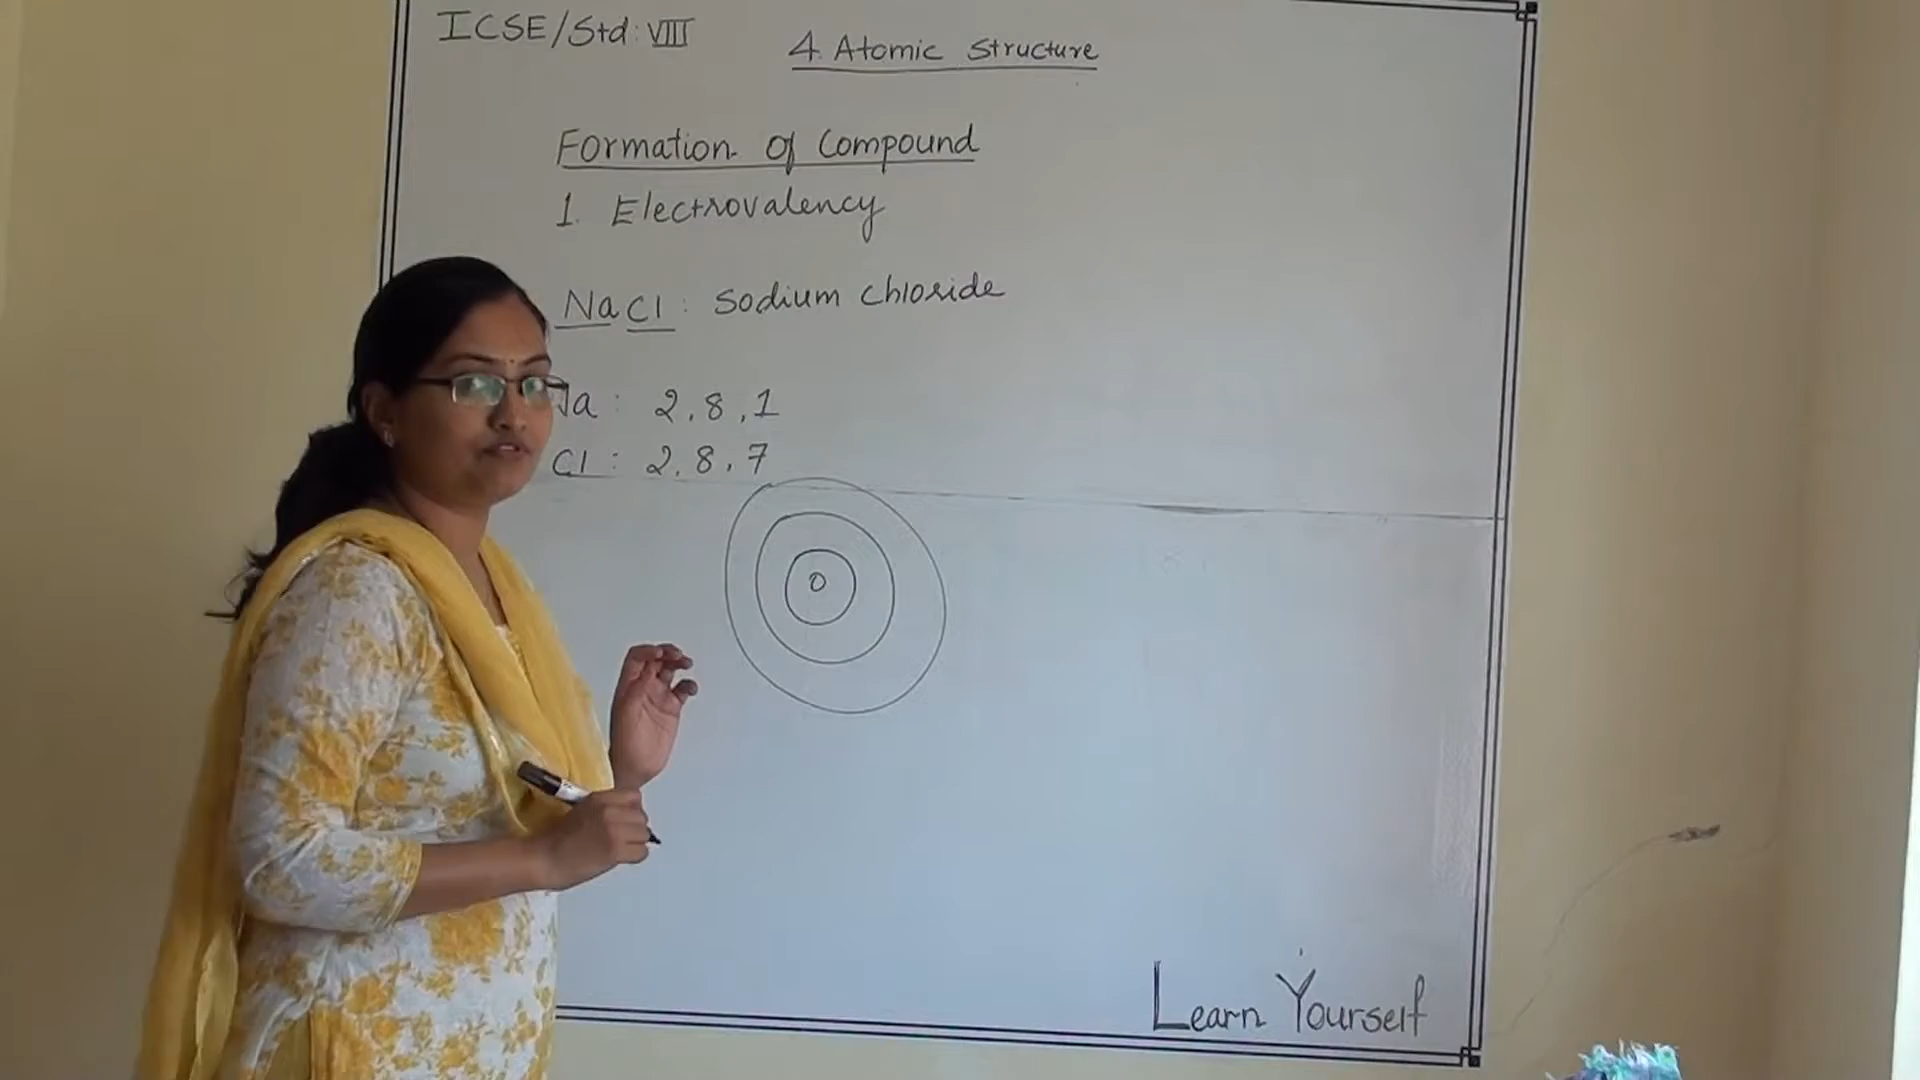 ICSE/Std: VIII
4. Atomic Structure
Formation of Compound
1. Electrovalency
NaCl : Sodium Chloride
Na : 2, 8, 1
Cl : 2, 8, 7
Learn Yourself